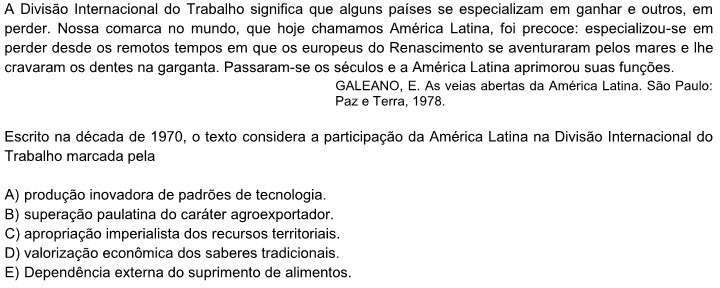 A Divisão Internacional do Trabalho significa que alguns países se especializam em ganhar e outros, em
perder. Nossa comarca no mundo, que hoje chamamos América Latina, foi precoce: especializou-se em
perder desde os remotos tempos em que os europeus do Renascimento se aventuraram pelos mares e lhe
cravaram os dentes na garganta. Passaram-se os séculos e a América Latina aprimorou suas funções.
GALEANO, E. As veias abertas da América Latina. São Paulo:
Paz e Terra, 1978.
Escrito na década de 1970, o texto considera a participação da América Latina na Divisão Internacional do
Trabalho marcada pela
A) produção inovadora de padrões de tecnologia.
B) superação paulatina do caráter agroexportador.
C) apropriação imperialista dos recursos territoriais.
D) valorização econômica dos saberes tradicionais.
E) Dependência externa do suprimento de alimentos.